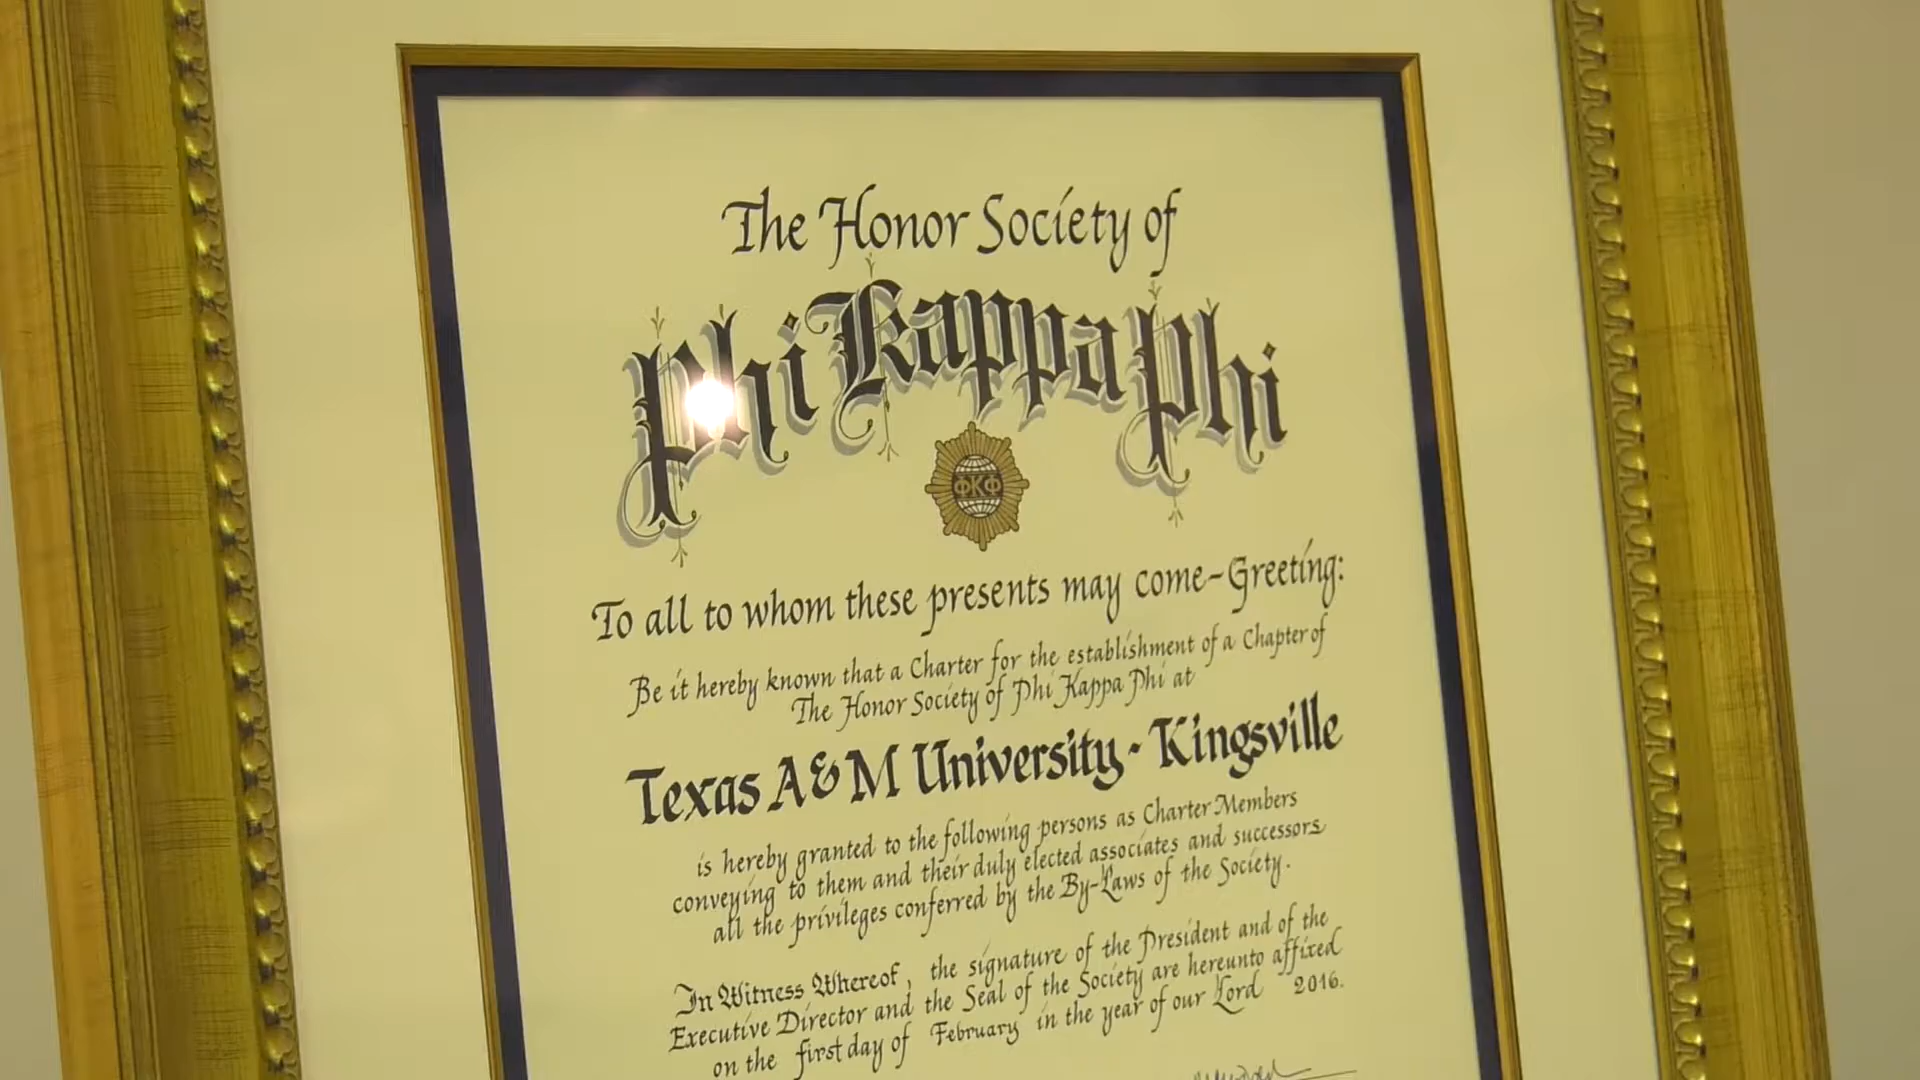 The Honor Society of
Phi Kappa Phi
ΦΚΦ
To all to whom these presents may come-Greeting:
Be it hereby known that a Charter for the establishment of a Chapter of
The Honor Society of Phi Kappa Phi at
Texas A&M University - Kingsville
is hereby granted to the following persons as Charter Members
conveying to them and their duly elected associates and successors
all the privileges conferred by the By-Laws of the Society.
In Witness Whereof, the signature of the President and of the
Executive Director and the Seal of the Society are hereunto affixed
on the first day of February in the year of our Lord 2016.